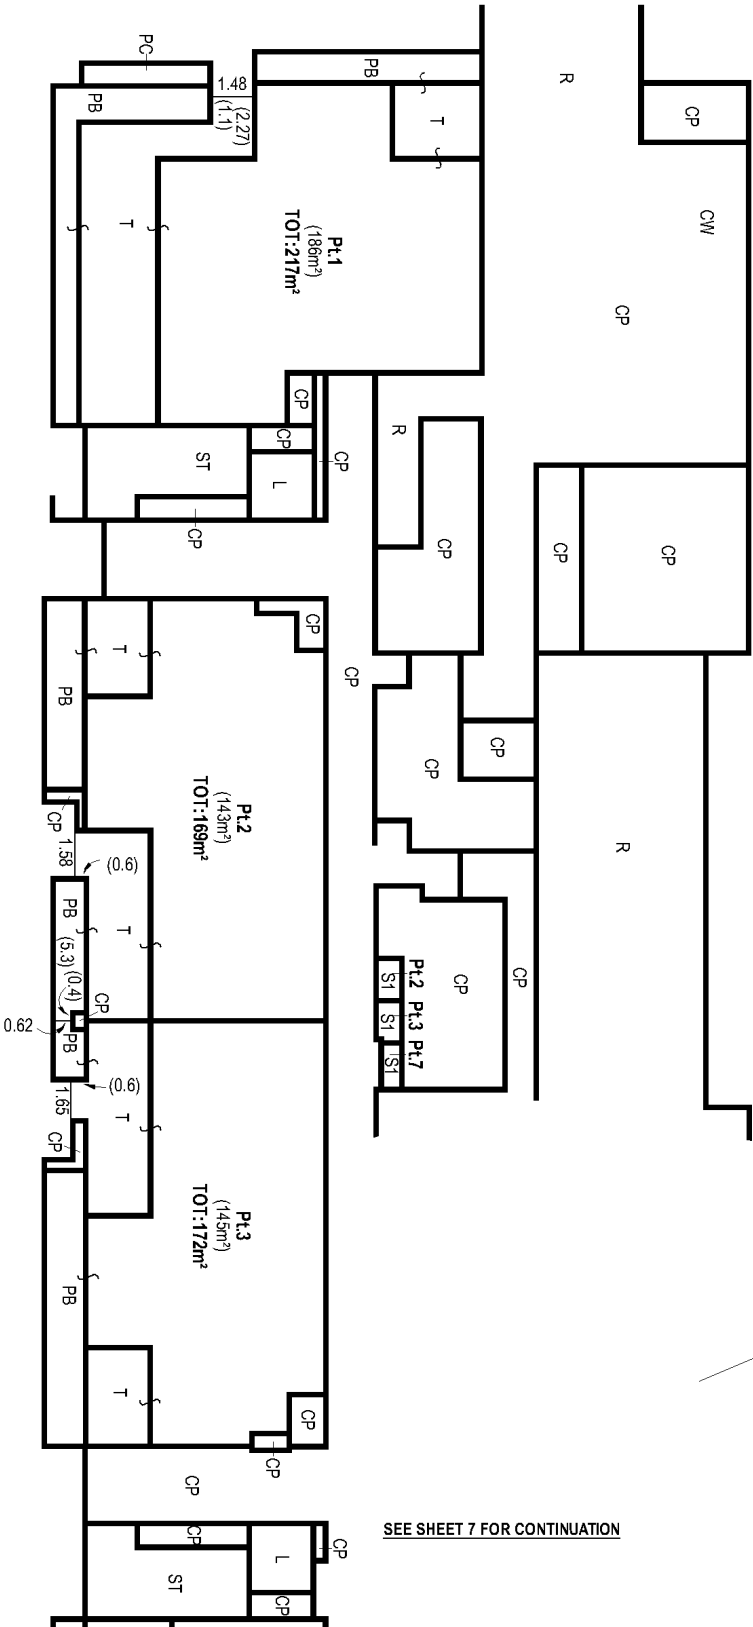 PC
PB
1.48
(1.1)
(2.27)
PB
T
R
CP
CW
CP
T
Pt.1
(186m²)
TOT:217m²
CP
CP
CP
R
ST
L
CP
CP
CP
CP
T
CP
CP
PB
CP
CP
Pt.2
(143m²)
TOT:169m²
R
CP
1.58
(0.6)
PB
T
(5.3)
(0.4)
CP
0.62
PB
Pt.2
S1
Pt.3
S1
Pt.7
S1
CP
CP
(0.6)
1.65
T
CP
Pt.3
(145m²)
TOT:172m²
PB
T
CP
CP
CP
CP
CP
L
ST
CP
SEE SHEET 7 FOR CONTINUATION